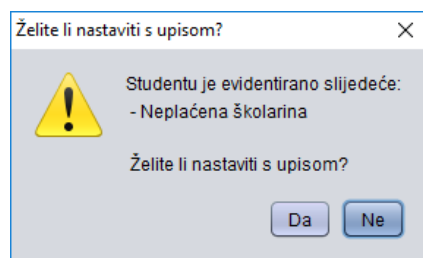 Želite li nastaviti s upisom?
Studentu je evidentirano slijedeće:
- Neplaćena školarina
Želite li nastaviti s upisom?
Da Ne